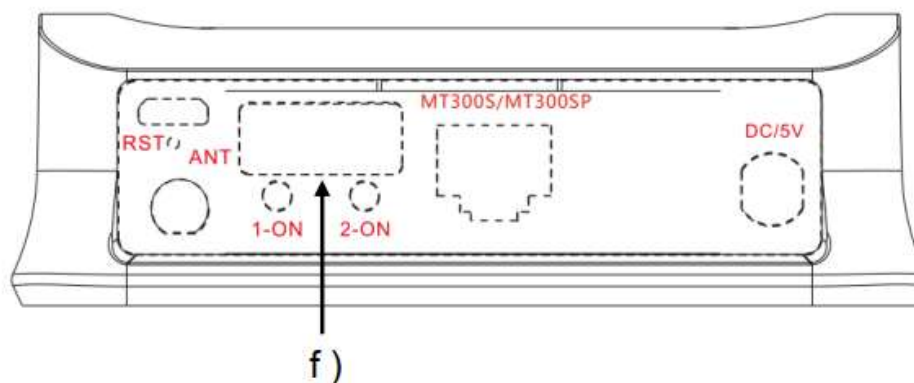 MT300S/MT300SP
RST
ANT
DC/5V
1-ON
2-ON
f )